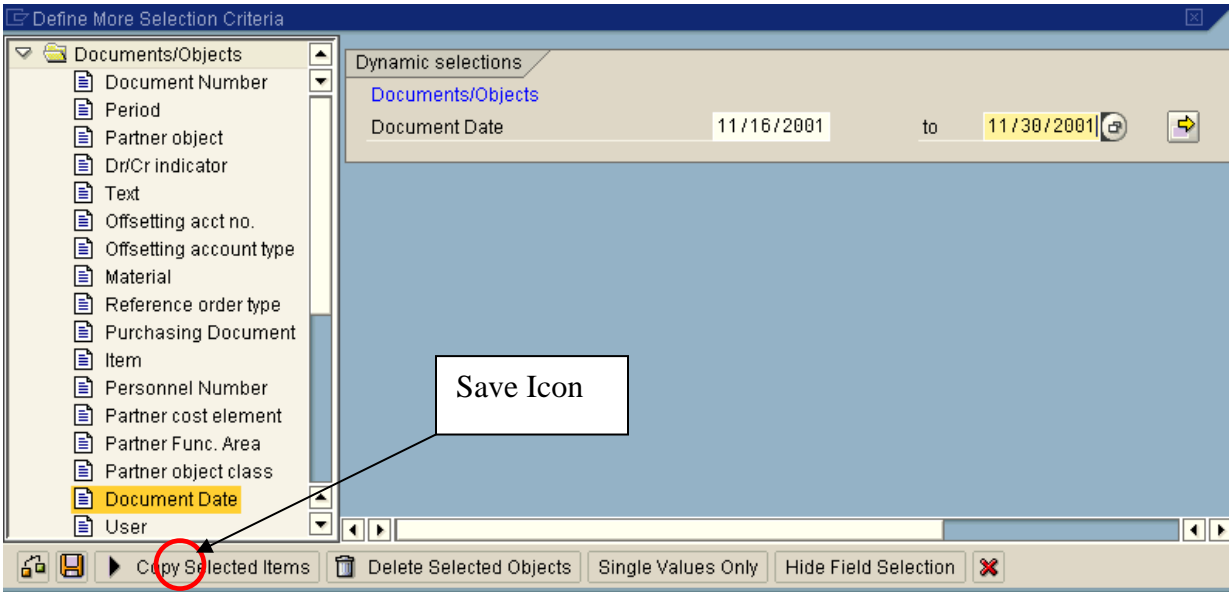 Define More Selection Criteria
Documents/Objects
Document Number
Period
Partner object
Dr/Cr indicator
Text
Offsetting acct no.
Offsetting account type
Material
Reference order type
Purchasing Document
Item
Personnel Number
Partner cost element
Partner Func. Area
Partner object class
Document Date
User
Dynamic selections
Documents/Objects
Document Date 11/16/2001 to 11/30/2001
Save Icon
Copy Selected Items Delete Selected Objects Single Values Only Hide Field Selection